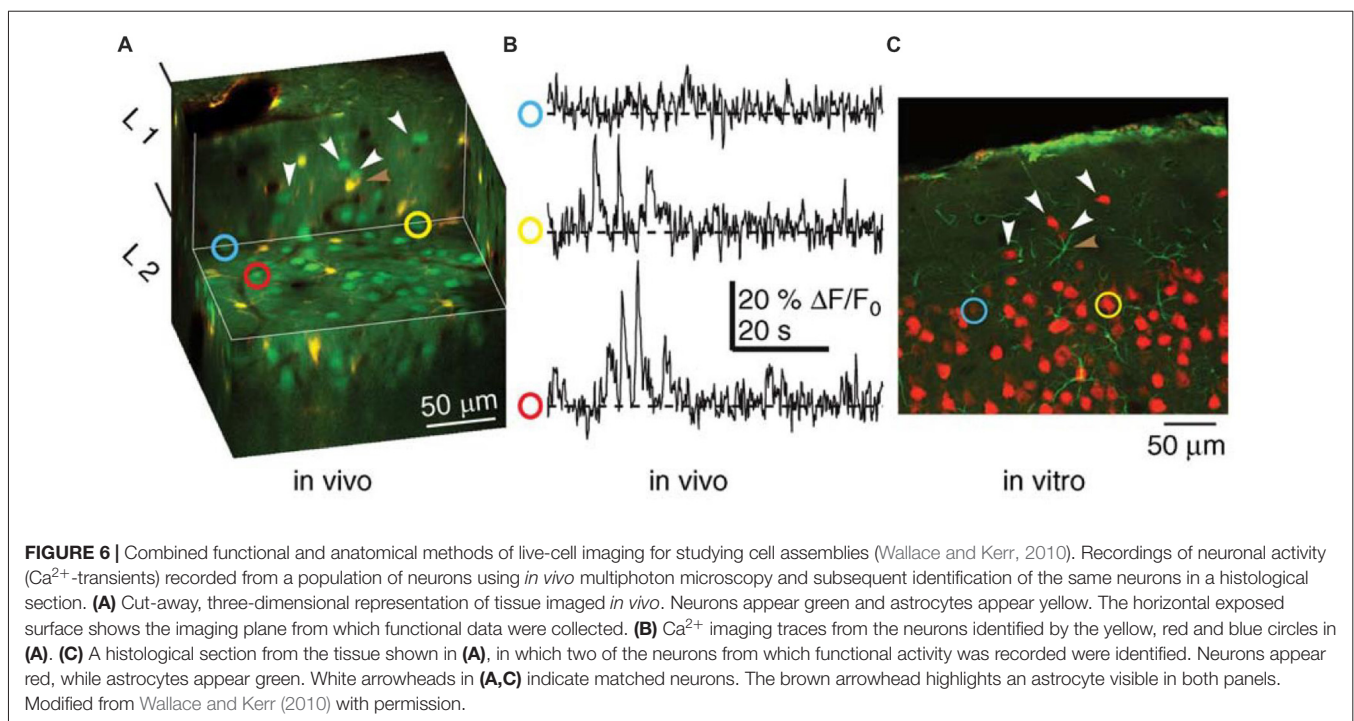 A
B
C
L 1
L 2
50 μm
in vivo
20 % ΔF/F₀
20 s
in vivo
50 μm
in vitro
FIGURE 6 | Combined functional and anatomical methods of live-cell imaging for studying cell assemblies (Wallace and Kerr, 2010). Recordings of neuronal activity
(Ca²⁺-transients) recorded from a population of neurons using in vivo multiphoton microscopy and subsequent identification of the same neurons in a histological
section. (A) Cut-away, three-dimensional representation of tissue imaged in vivo. Neurons appear green and astrocytes appear yellow. The horizontal exposed
surface shows the imaging plane from which functional data were collected. (B) Ca²⁺ imaging traces from the neurons identified by the yellow, red and blue circles in
(A). (C) A histological section from the tissue shown in (A), in which two of the neurons from which functional activity was recorded were identified. Neurons appear
red, while astrocytes appear green. White arrowheads in (A,C) indicate matched neurons. The brown arrowhead highlights an astrocyte visible in both panels.
Modified from Wallace and Kerr (2010) with permission.